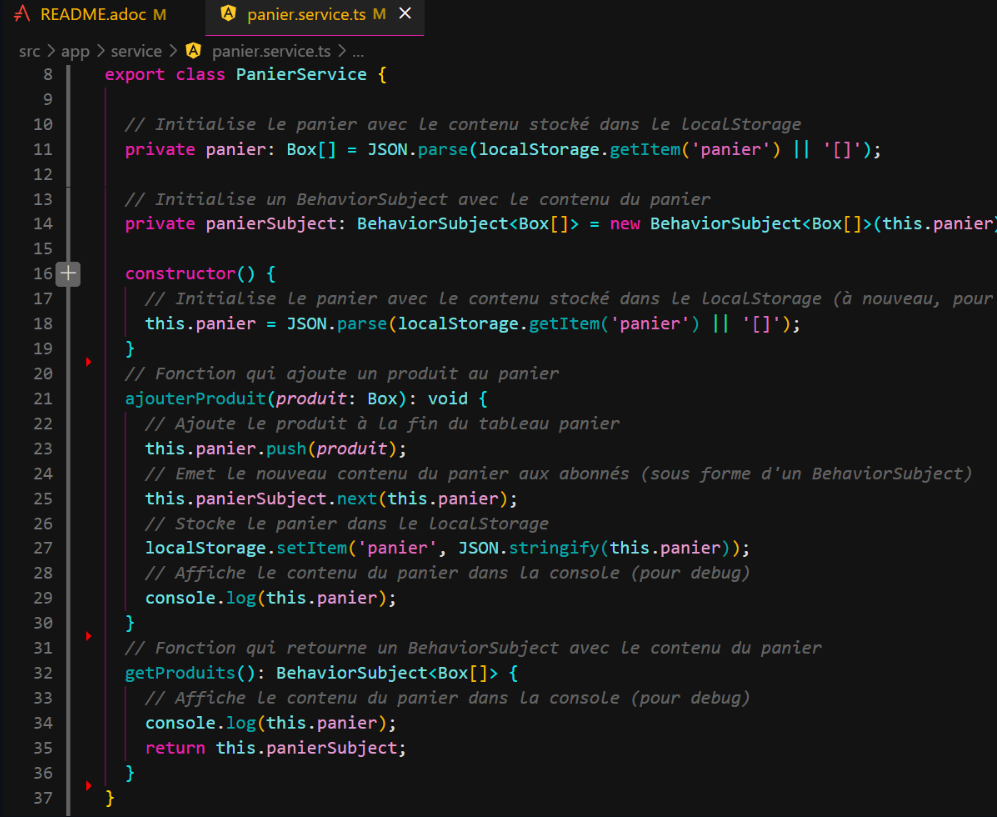 README.adoc M
panier.service.ts M
src > app > service > panier.service.ts > ...
8 export class PanierService {
9
10 // Initialise le panier avec le contenu stocké dans le localStorage
11 private panier: Box[] = JSON.parse(localStorage.getItem('panier') || '[]');
12
13 // Initialise un BehaviorSubject avec le contenu du panier
14 private panierSubject: BehaviorSubject<Box[]> = new BehaviorSubject<Box[]>(this.panier)
15
16 constructor() {
17 // Initialise le panier avec le contenu stocké dans le localStorage (à nouveau, pour
18 this.panier = JSON.parse(localStorage.getItem('panier') || '[]');
19 }
20 // Fonction qui ajoute un produit au panier
21 ajouterProduit(produit: Box): void {
22 // Ajoute le produit à la fin du tableau panier
23 this.panier.push(produit);
24 // Emet le nouveau contenu du panier aux abonnés (sous forme d'un BehaviorSubject)
25 this.panierSubject.next(this.panier);
26 // Stocke le panier dans le localStorage
27 localStorage.setItem('panier', JSON.stringify(this.panier));
28 // Affiche le contenu du panier dans la console (pour debug)
29 console.log(this.panier);
30 }
31 // Fonction qui retourne un BehaviorSubject avec le contenu du panier
32 getProduits(): BehaviorSubject<Box[]> {
33 // Affiche le contenu du panier dans la console (pour debug)
34 console.log(this.panier);
35 return this.panierSubject;
36 }
37 }